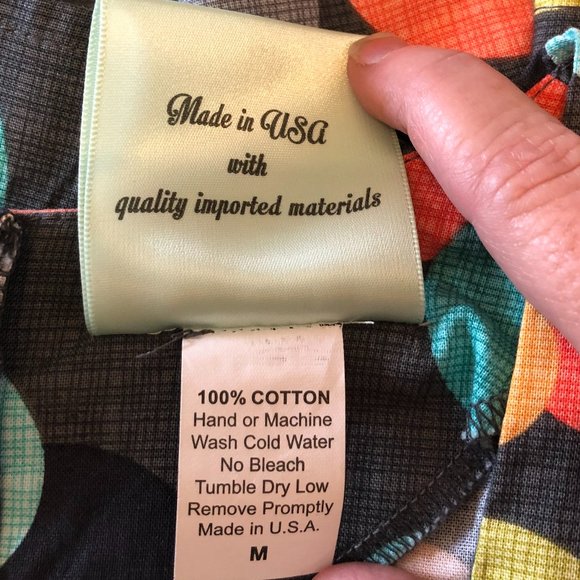 Made in USA
with
quality imported materials
100% COTTON
Hand or Machine
Wash Cold Water
No Bleach
Tumble Dry Low
Remove Promptly
Made in U.S.A.
M